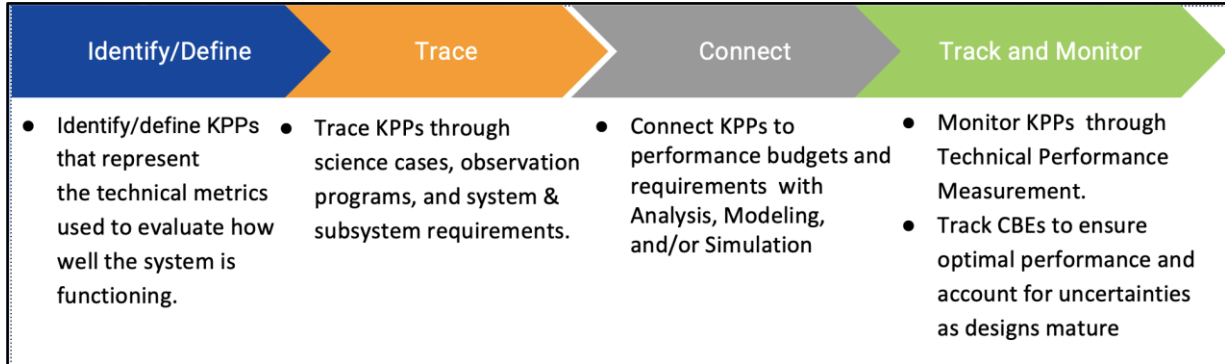 Identify/Define
Trace
Connect
Track and Monitor
● Identify/define KPPs
that represent
the technical metrics
used to evaluate how
well the system is
functioning.
● Trace KPPs through
science cases, observation
programs, and system &
subsystem requirements.
● Connect KPPs to
performance budgets and
requirements with
Analysis, Modeling,
and/or Simulation
● Monitor KPPs through
Technical Performance
Measurement.
● Track CBEs to ensure
optimal performance and
account for uncertainties
as designs mature